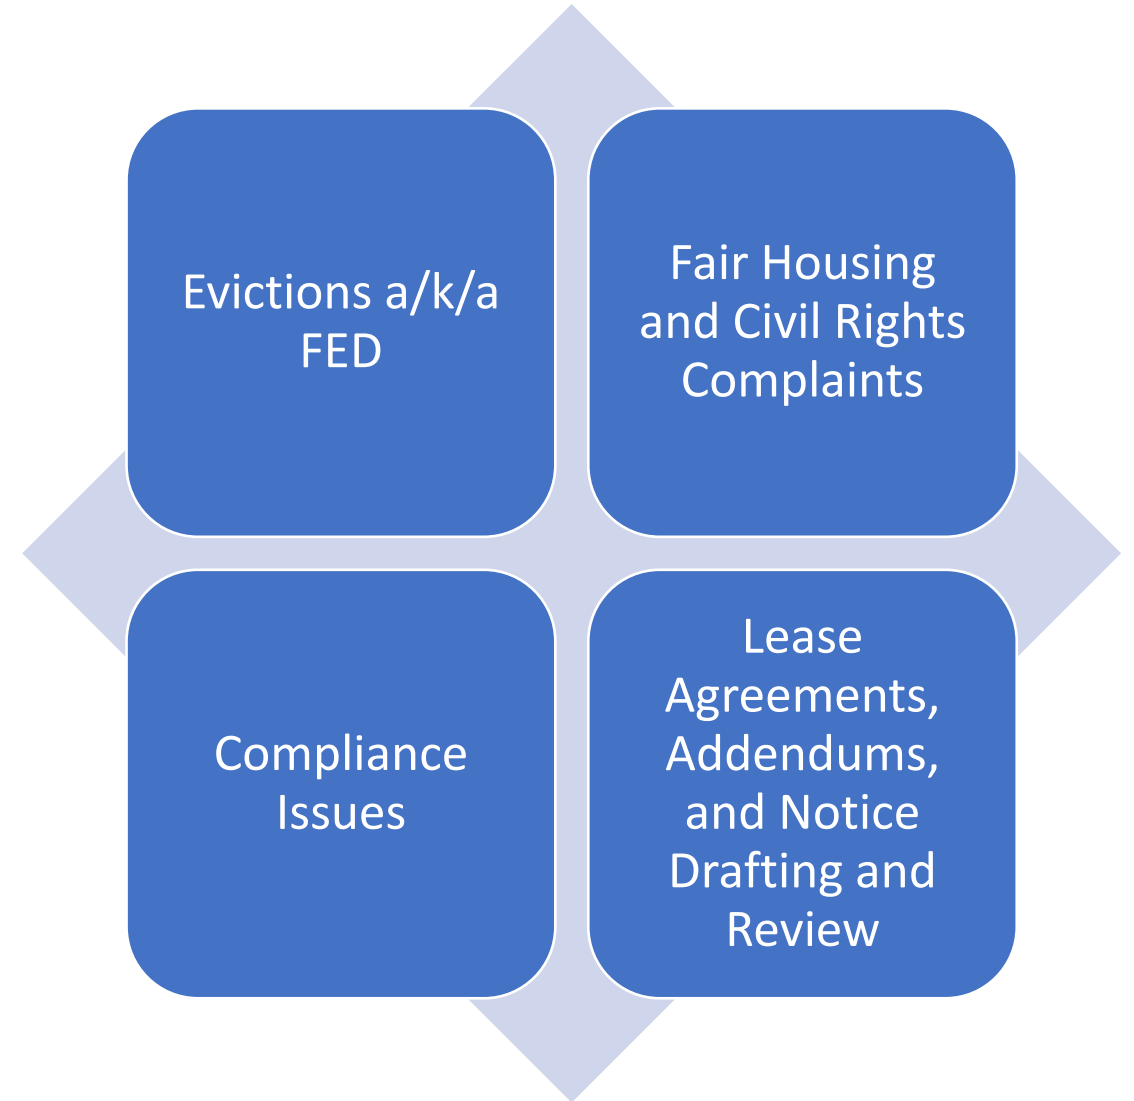 Evictions a/k/a
FED
Fair Housing
and Civil Rights
Complaints
Compliance
Issues
Lease
Agreements,
Addendums,
and Notice
Drafting and
Review